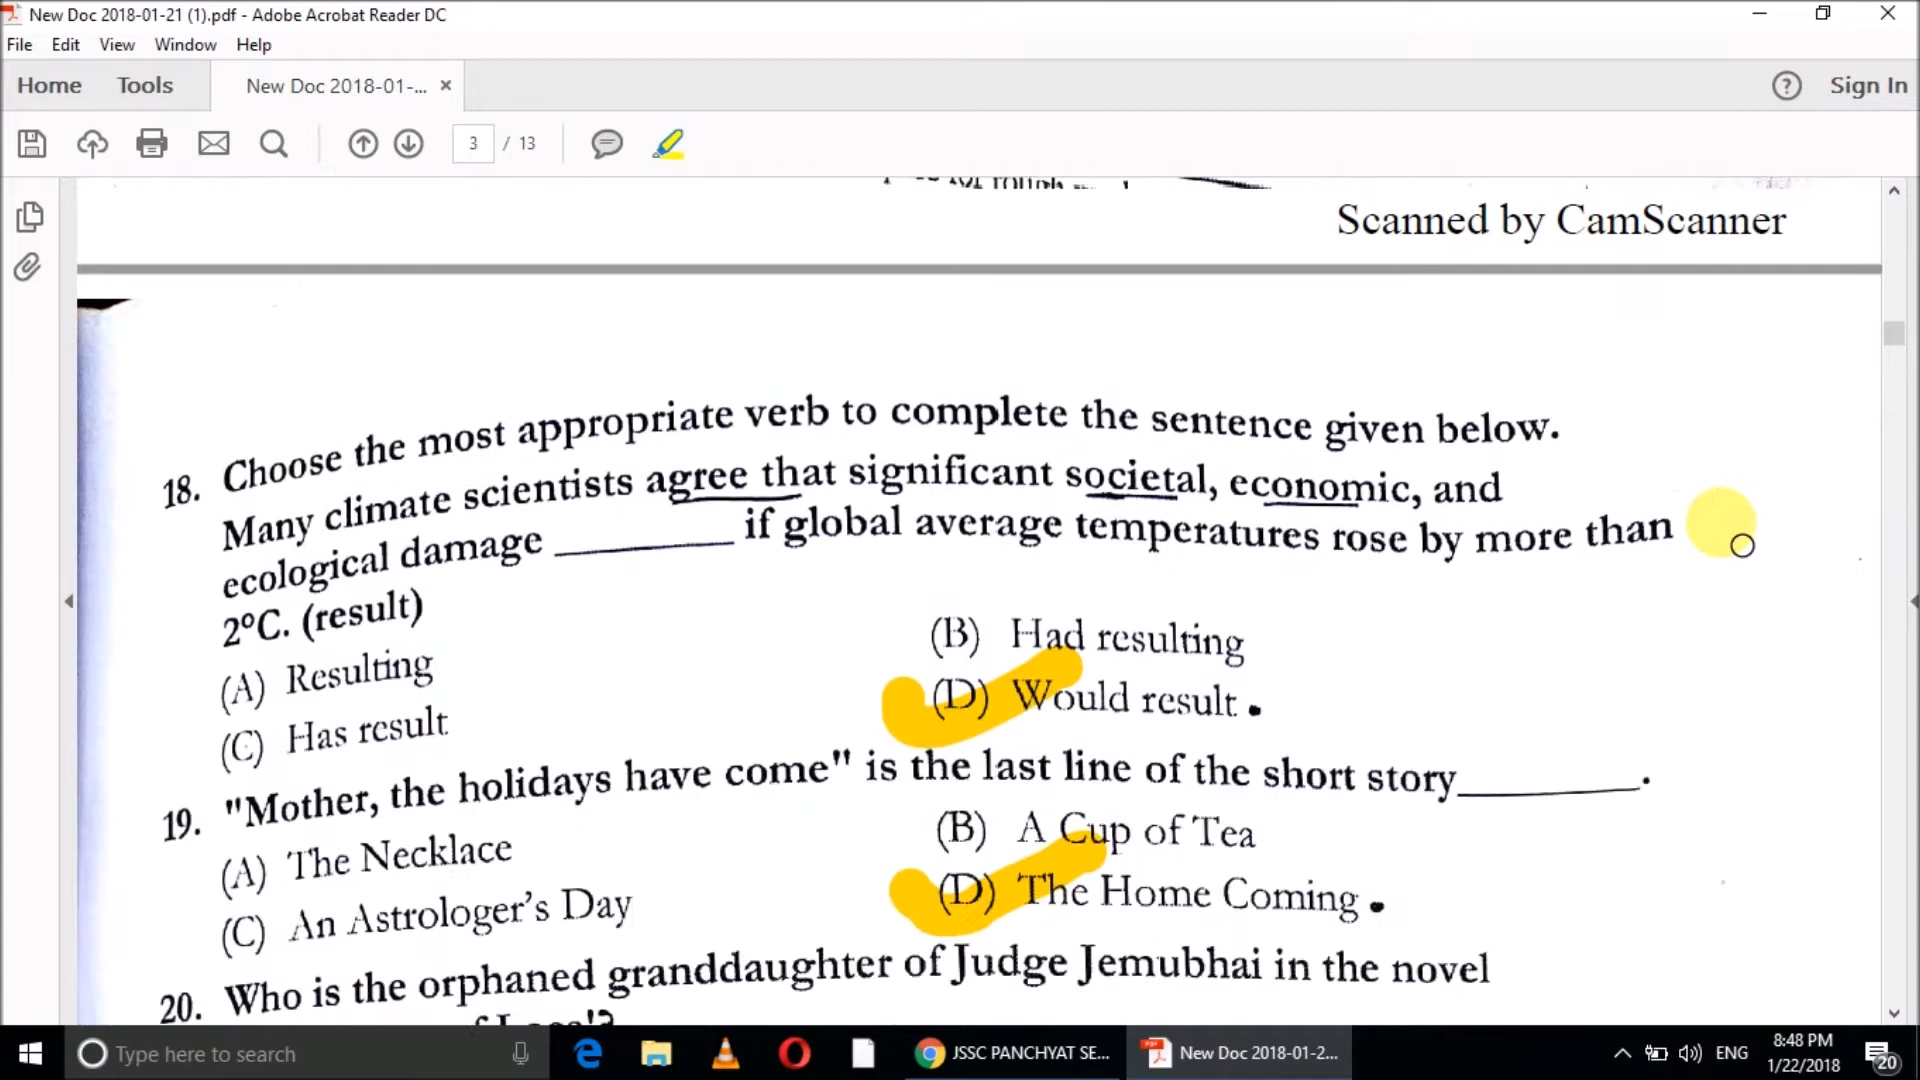 New Doc 2018-01-21 (1).pdf - Adobe Acrobat Reader DC
File Edit View Window Help
Home Tools New Doc 2018-01-... × Sign In
3 / 13
Scanned by CamScanner
18. Choose the most appropriate verb to complete the sentence given below.
Many climate scientists agree that significant societal, economic, and
ecological damage ________ if global average temperatures rose by more than
2°C. (result)
(A) Resulting (B) Had resulting
(C) Has result (D) Would result
19. "Mother, the holidays have come" is the last line of the short story________.
(A) The Necklace (B) A Cup of Tea
(C) An Astrologer's Day (D) The Home Coming
20. Who is the orphaned granddaughter of Judge Jemubhai in the novel
Type here to search JSSC PANCHYAT SE... New Doc 2018-01-2... ENG 8:48 PM
1/22/2018 20